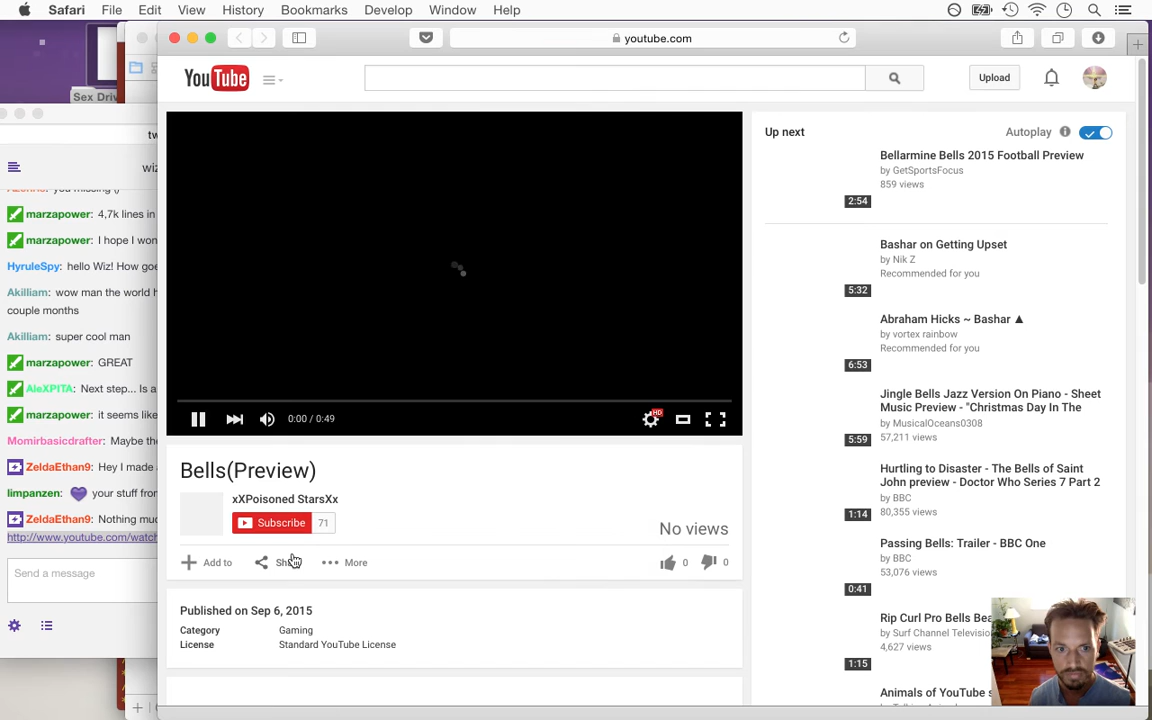 Safari File Edit View History Bookmarks Develop Window Help
youtube.com
YouTube
Upload
Sex Driv
tw
wiz
you missing
marzapower: 4,7k lines in
marzapower: I hope I won
HyruleSpy: hello Wiz! How goe
Akilliam: wow man the world h
couple months
Akilliam: super cool man
marzapower: GREAT
AleXPITA: Next step... Is a
marzapower: it seems like
Momirbasicdrafter: Maybe the
ZeldaEthan9: Hey I made
limpanzen: your stuff from
ZeldaEthan9: Nothing muc
http://www.youtube.com/watch
Send a message
0:00 / 0:49
HD
Bells(Preview)
xXPoisoned StarsXx
Subscribe 71
No views
Add to
Share
More
0
0
Published on Sep 6, 2015
Category Gaming
License Standard YouTube License
Up next
Autoplay
Bellarmine Bells 2015 Football Preview
by GetSportsFocus
859 views
2:54
Bashar on Getting Upset
by Nik Z
Recommended for you
5:32
Abraham Hicks ~ Bashar ▲
by vortex rainbow
Recommended for you
6:53
Jingle Bells Jazz Version On Piano - Sheet
Music Preview - "Christmas Day In The
by MusicalOceans0308
57,211 views
5:59
Hurtling to Disaster - The Bells of Saint
John preview - Doctor Who Series 7 Part 2
by BBC
80,355 views
1:14
Passing Bells: Trailer - BBC One
by BBC
53,076 views
0:41
Rip Curl Pro Bells Bea
by Surf Channel Televisio
4,627 views
1:15
Animals of YouTube s